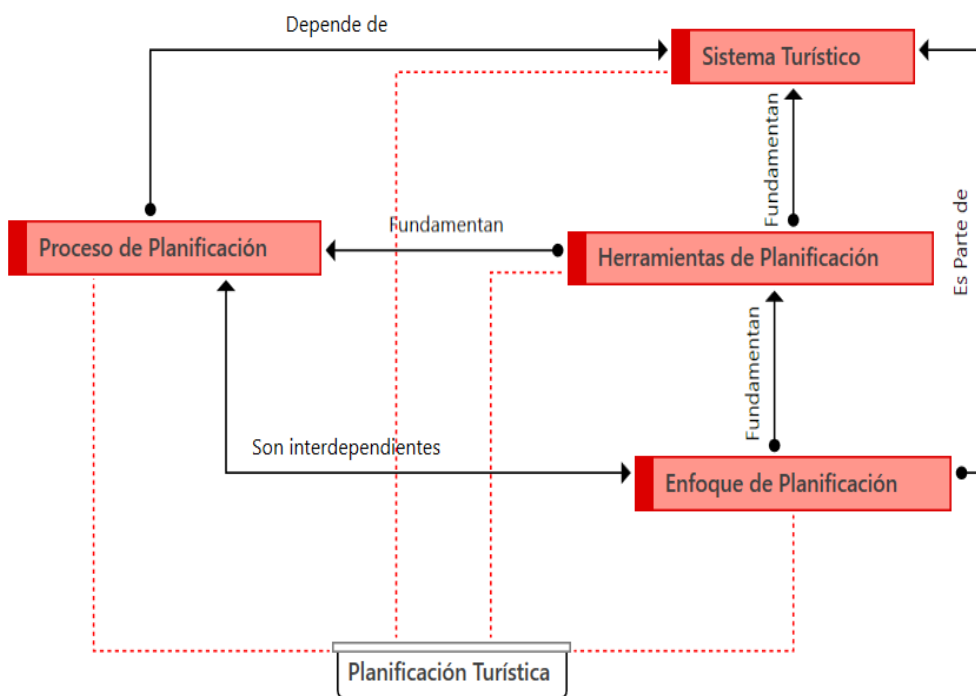 Depende de
Sistema Turístico
Fundamentan
Es Parte de
Fundamentan
Proceso de Planificación
Herramientas de Planificación
Fundamentan
Son interdependientes
Enfoque de Planificación
Planificación Turística